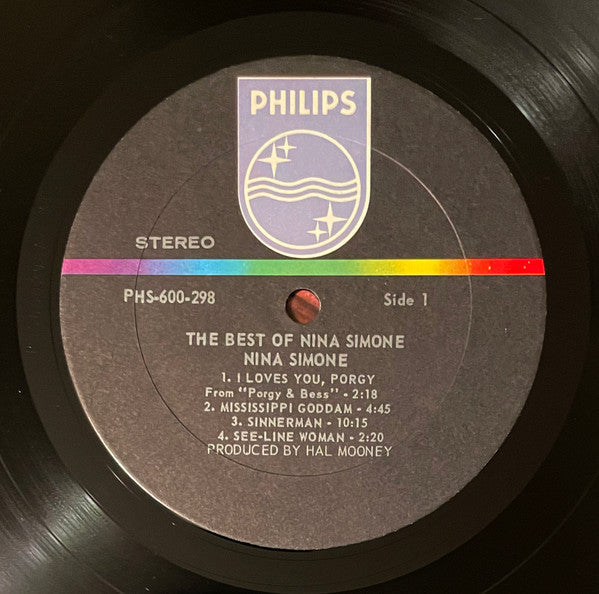 PHILIPS
STEREO
PHS-600-298 Side 1
THE BEST OF NINA SIMONE
NINA SIMONE
1. I LOVES YOU, PORGY
From "Porgy & Bess" - 2:18
2. MISSISSIPPI GODDAM - 4:45
3. SINNERMAN - 10:15
4. SEE-LINE WOMAN - 2:20
PRODUCED BY HAL MOONEY